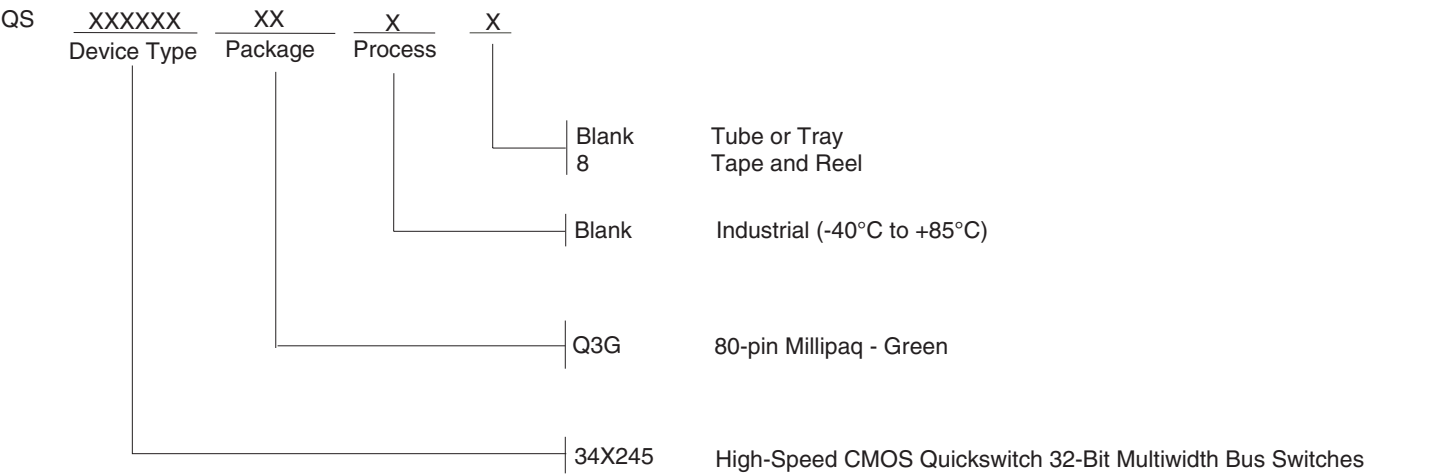 QS XXXXXX XX X X
Device Type Package Process
Blank Tube or Tray
8 Tape and Reel
Blank Industrial (-40°C to +85°C)
Q3G 80-pin Millipaq - Green
34X245 High-Speed CMOS Quickswitch 32-Bit Multiwidth Bus Switches